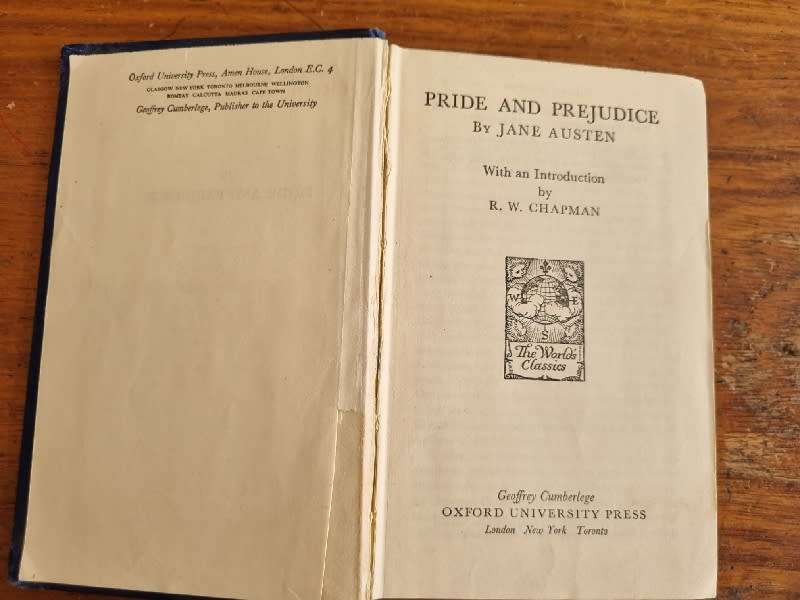 Oxford University Press, Amen House, London E.C. 4
GLASGOW NEW YORK TORONTO MELBOURNE WELLINGTON
BOMBAY CALCUTTA MADRAS CAPE TOWN
Geoffrey Cumberlege, Publisher to the University
PRIDE AND PREJUDICE
By JANE AUSTEN
With an Introduction
by
R. W. CHAPMAN
W E
S
The World's
Classics
Geoffrey Cumberlege
OXFORD UNIVERSITY PRESS
London New York Toronto